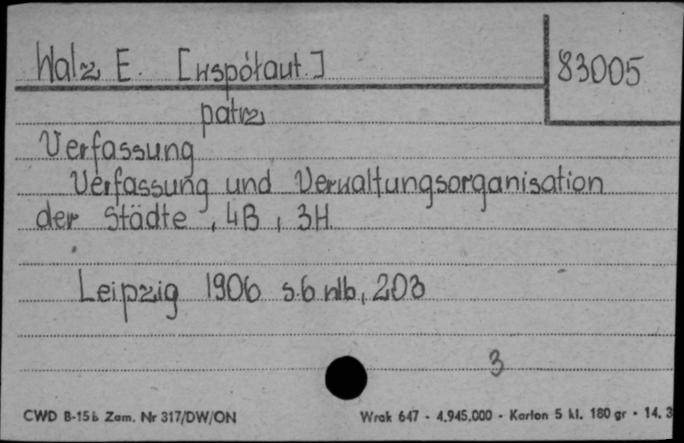 Walz E. [współaut.]
83005
patrz
Verfassung
Verfassung und Verwaltungsorganisation
der Städte, 4B, 3H.
Leipzig 1906 s. 6 nlb, 203
3
CWD B-15b Zam. Nr 317/DW/ON
Wrak 647 - 4.945.000 - Karton 5 kl. 180 gr - 14. 3